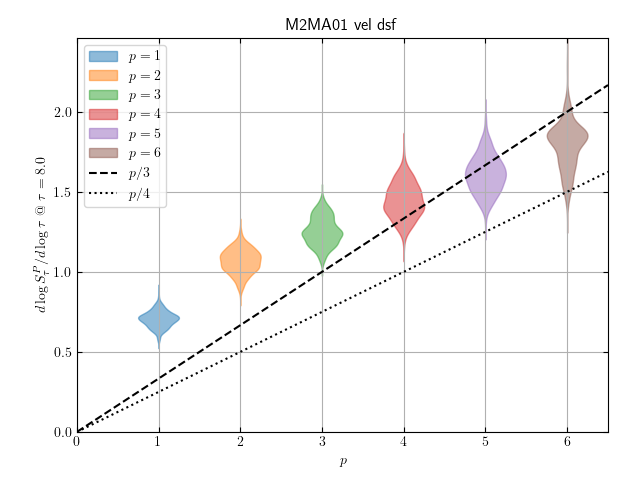 M2MA01 vel dsf
p = 1
p = 2
p = 3
p = 4
p = 5
p = 6
p/3
p/4
d log S_τ^P / d log τ @ τ = 8.0
2.0
1.5
1.0
0.5
0.0
0 1 2 3 4 5 6
p